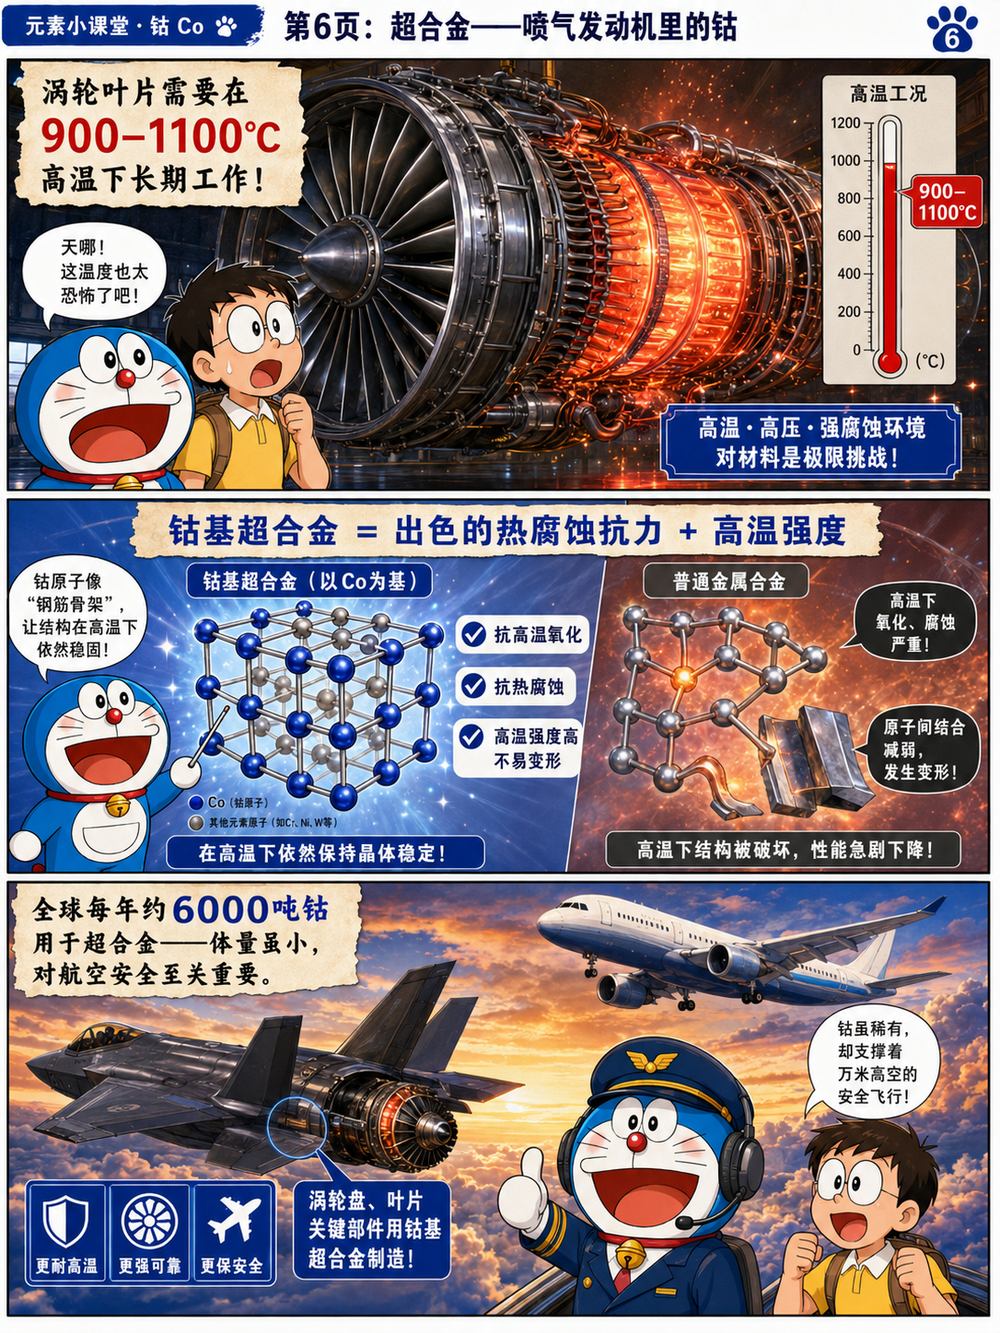 元素小课堂·钴 Co
第6页：超合金——喷气发动机里的钴
6
涡轮叶片需要在
900–1100℃
高温下长期工作！
天哪！
这温度也太
恐怖了吧！
高温工况
1200
1000
800
600
400
200
0
(℃)
900–
1100℃
高温·高压·强腐蚀环境
对材料是极限挑战！
钴基超合金 = 出色的热腐蚀抗力 + 高温强度
钴原子像
“钢筋骨架”，
让结构在高温下
依然稳固！
钴基超合金（以Co为基）
抗高温氧化
抗热腐蚀
高温强度高
不易变形
Co（钴原子）
其他元素原子（如Cr、Ni、W等）
在高温下依然保持晶体稳定！
普通金属合金
高温下
氧化、腐蚀
严重！
原子间结合
减弱，
发生变形！
高温下结构被破坏，性能急剧下降！
全球每年约6000吨钴
用于超合金——体量虽小，
对航空安全至关重要。
钴虽稀有，
却支撑着
万米高空的
安全飞行！
涡轮盘、叶片
关键部件用钴基
超合金制造！
更耐高温
更强可靠
更保安全